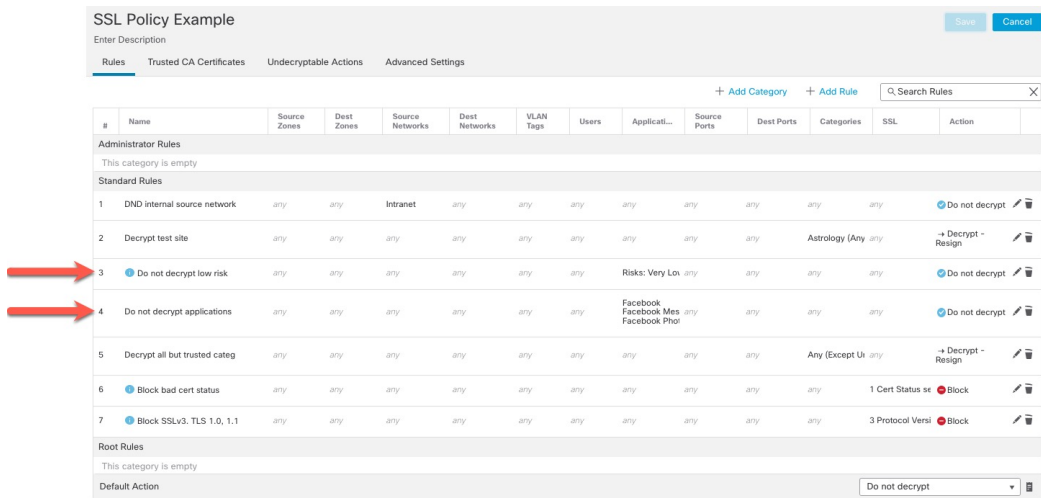 SSL Policy Example
Save
Cancel
Enter Description
Rules Trusted CA Certificates Undecryptable Actions Advanced Settings
+ Add Category + Add Rule Search Rules X
# Name Source Zones Dest Zones Source Networks Dest Networks VLAN Tags Users Applicati... Source Ports Dest Ports Categories SSL Action
Administrator Rules
This category is empty
Standard Rules
1 DND internal source network any any Intranet any any any any any any any any Do not decrypt
2 Decrypt test site any any any any any any any any any Astrology (Any any → Decrypt - Resign
3 Do not decrypt low risk any any any any any any Risks: Very Lov any any any any Do not decrypt
4 Do not decrypt applications any any any any any any Facebook Facebook Mes Facebook Phot any any any any Do not decrypt
5 Decrypt all but trusted categ any any any any any any any any any Any (Except Ur any → Decrypt - Resign
6 Block bad cert status any any any any any any any any any any 1 Cert Status se Block
7 Block SSLv3. TLS 1.0, 1.1 any any any any any any any any any any 3 Protocol Versi Block
Root Rules
This category is empty
Default Action Do not decrypt